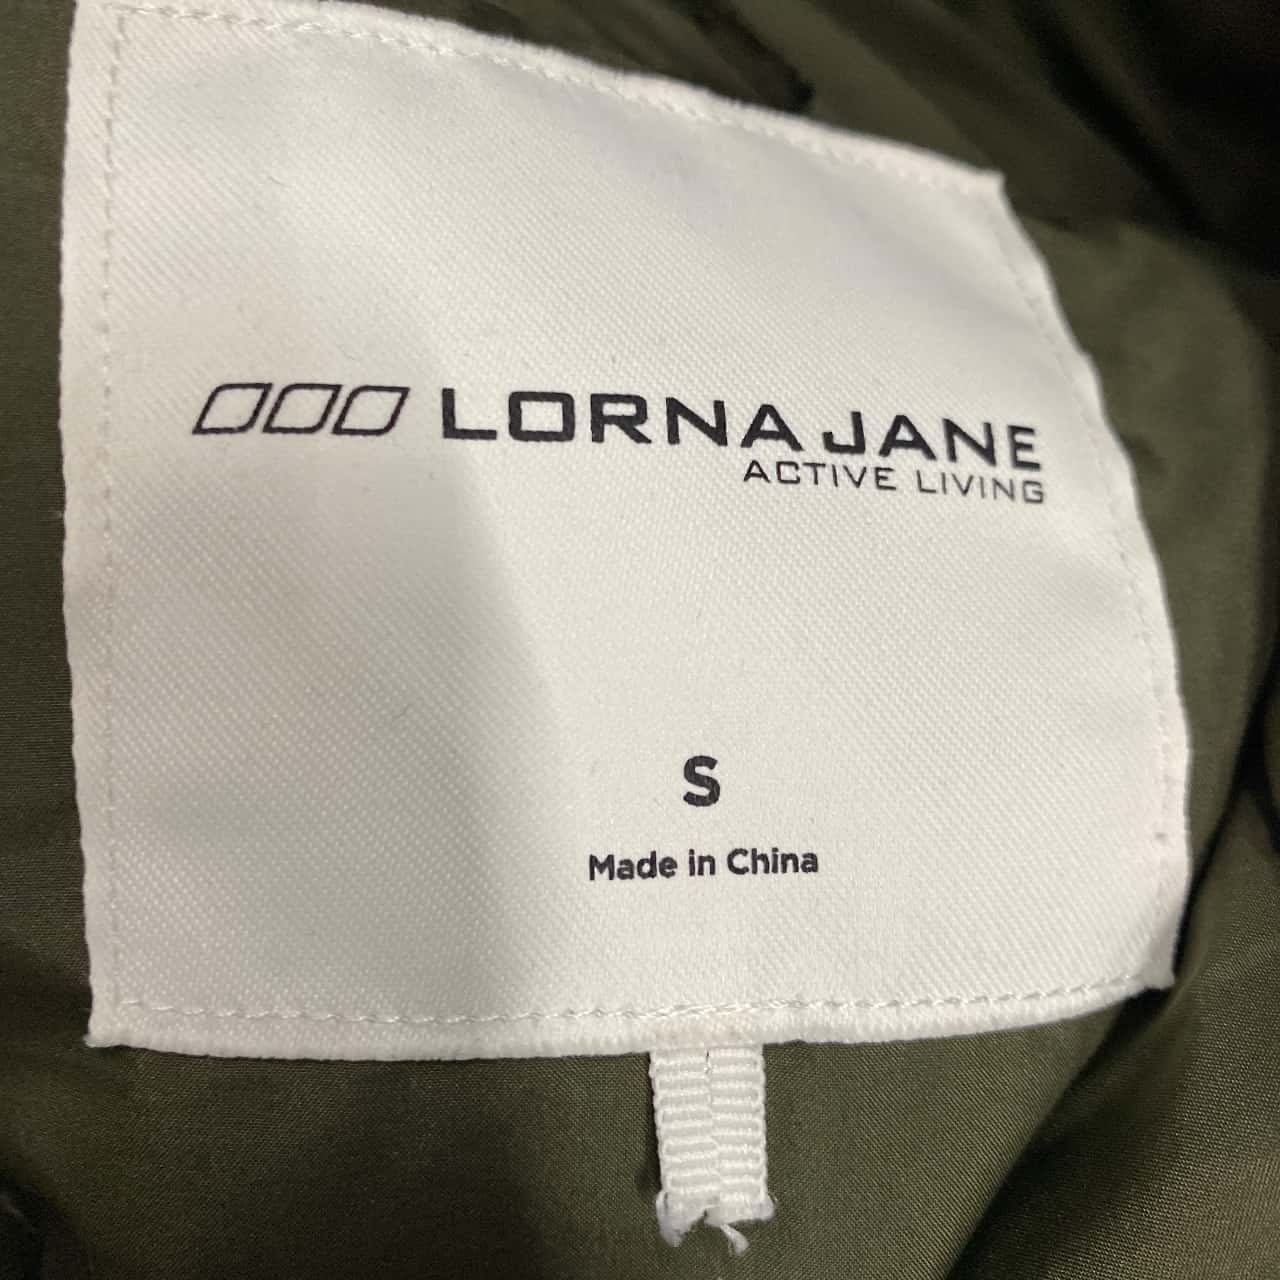 LORNA JANE
ACTIVE LIVING
S
Made in China